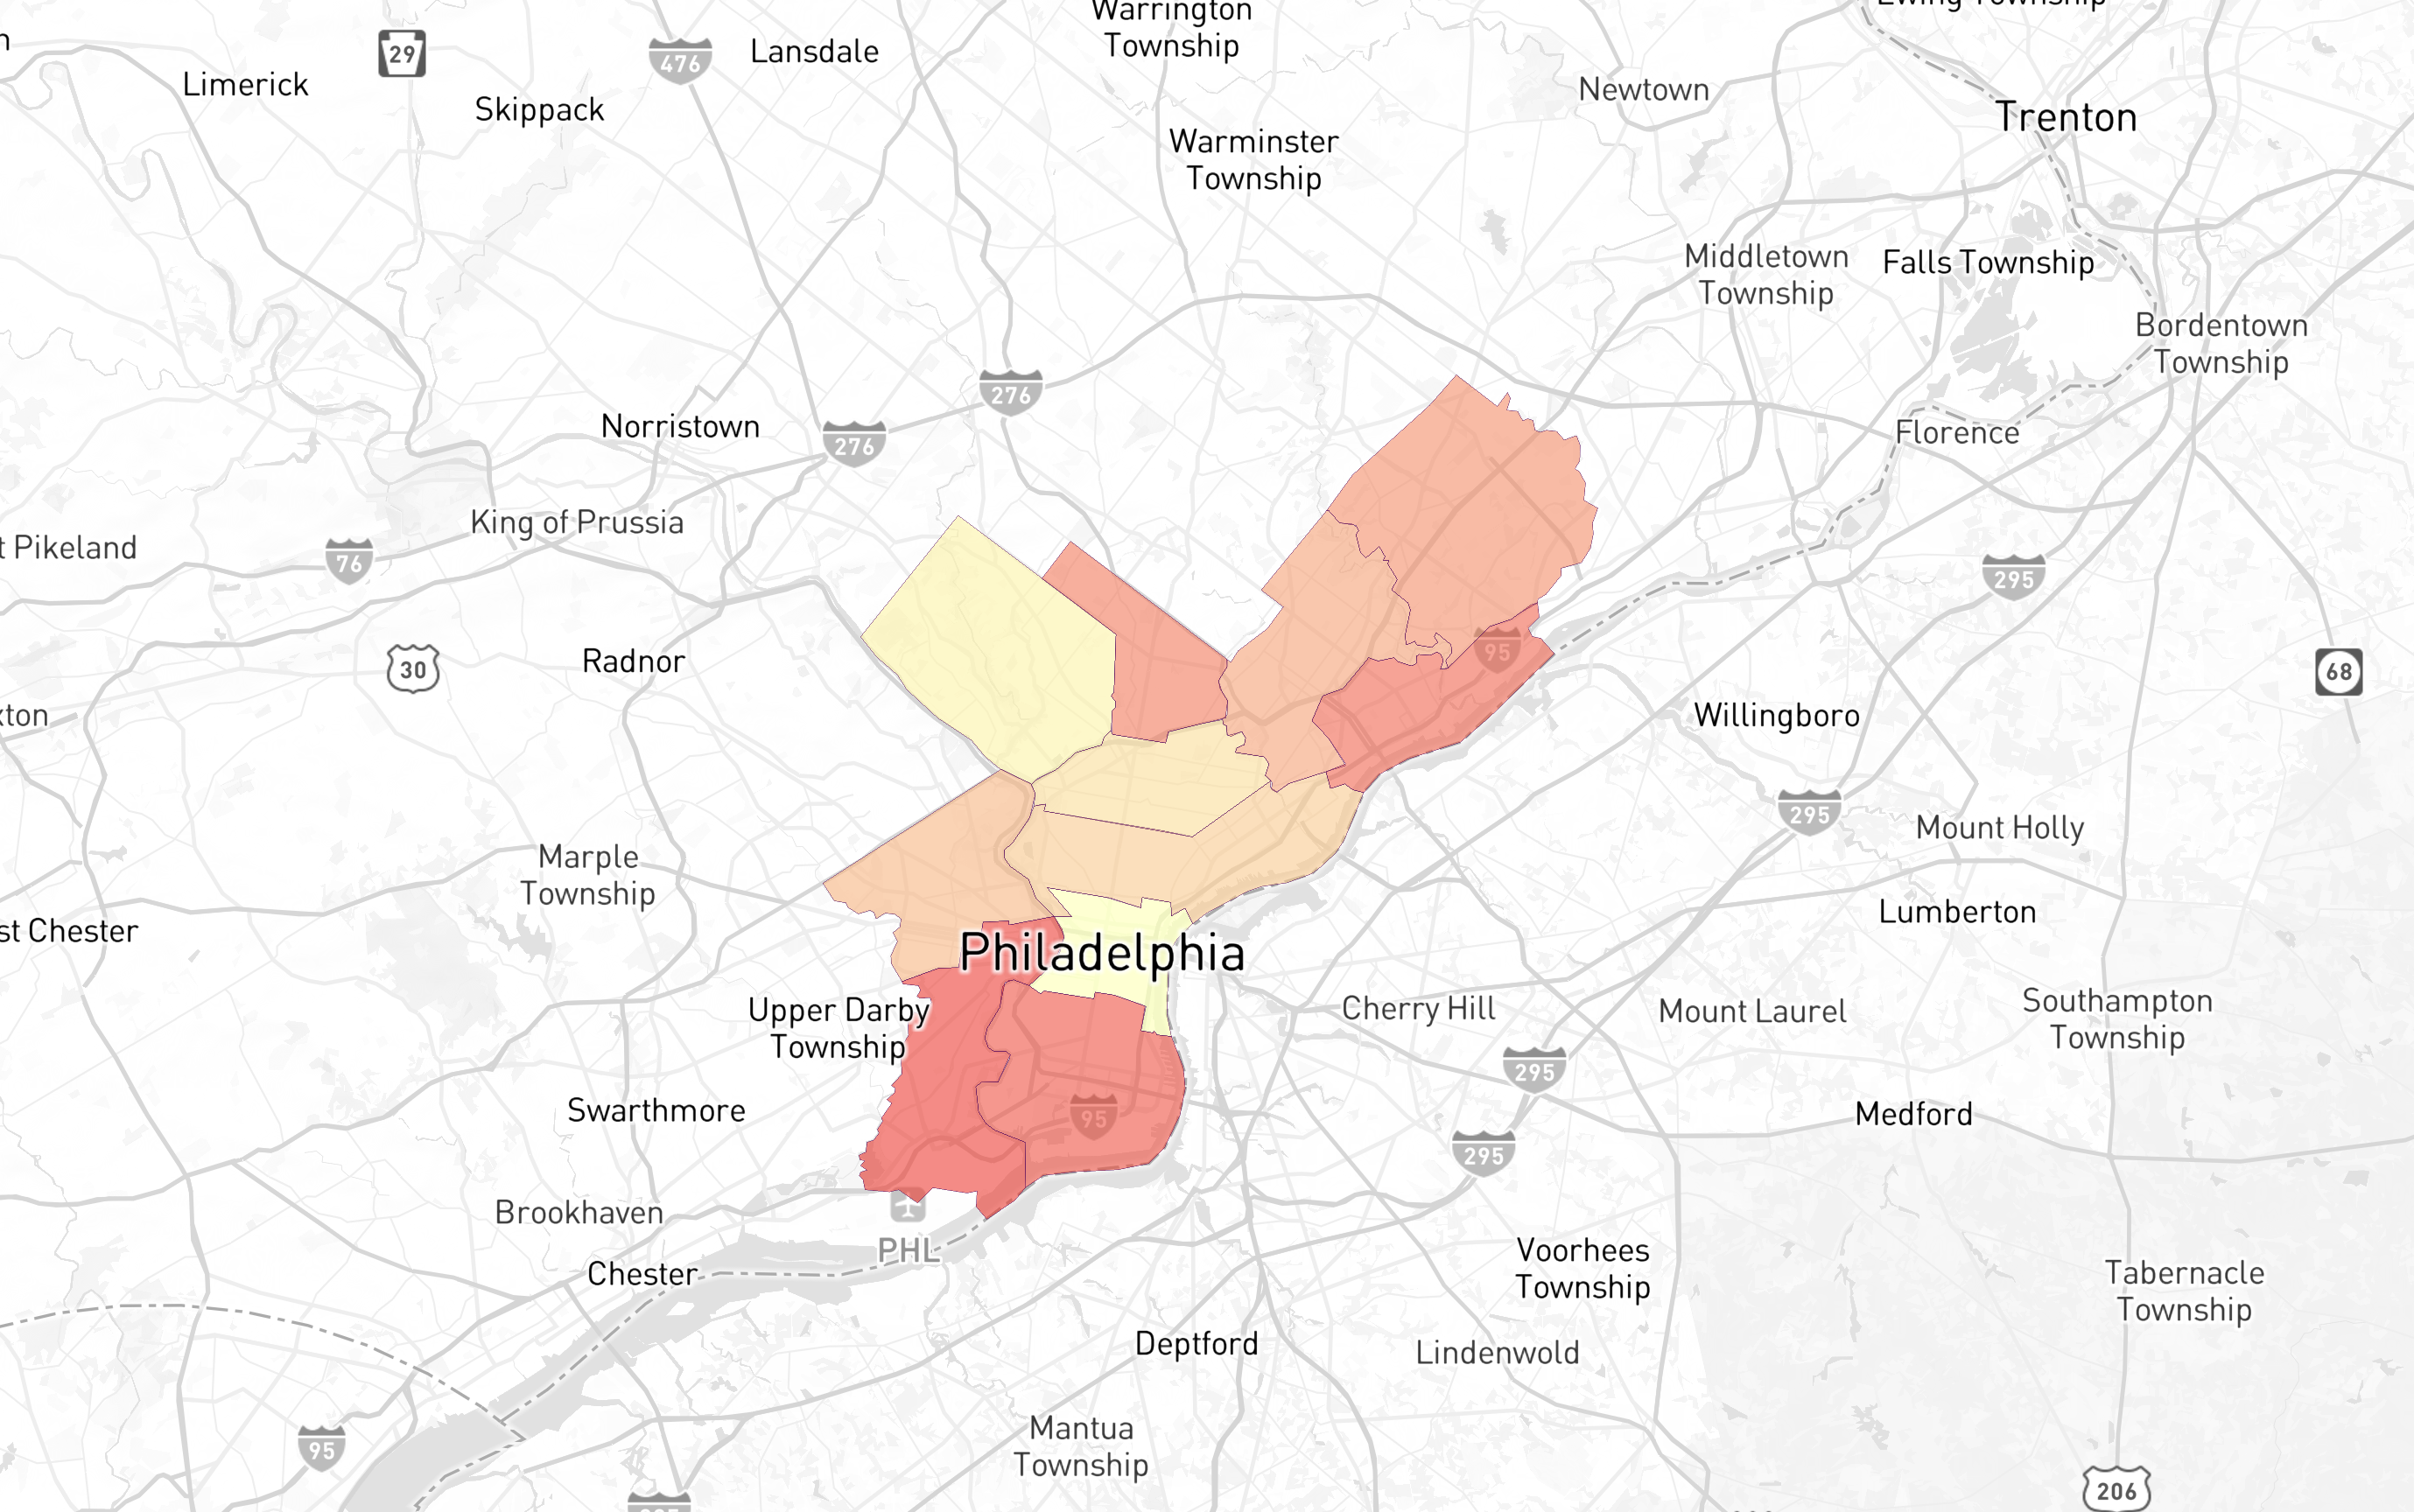 Warrington
Township
29
476
Lansdale
Limerick
Skippack
Newtown
Trenton
Warminster
Township
Middletown
Township
Falls Township
Bordentown
Township
276
Norristown
276
Florence
King of Prussia
t Pikeland
76
295
30
Radnor
95
68
Willingboro
295
Mount Holly
Marple
Township
st Chester
Lumberton
Philadelphia
Upper Darby
Township
Cherry Hill
Mount Laurel
Southampton
Township
295
Swarthmore
95
Medford
295
Brookhaven
PHL
Chester
Voorhees
Township
Tabernacle
Township
Deptford
Lindenwold
Mantua
Township
95
206